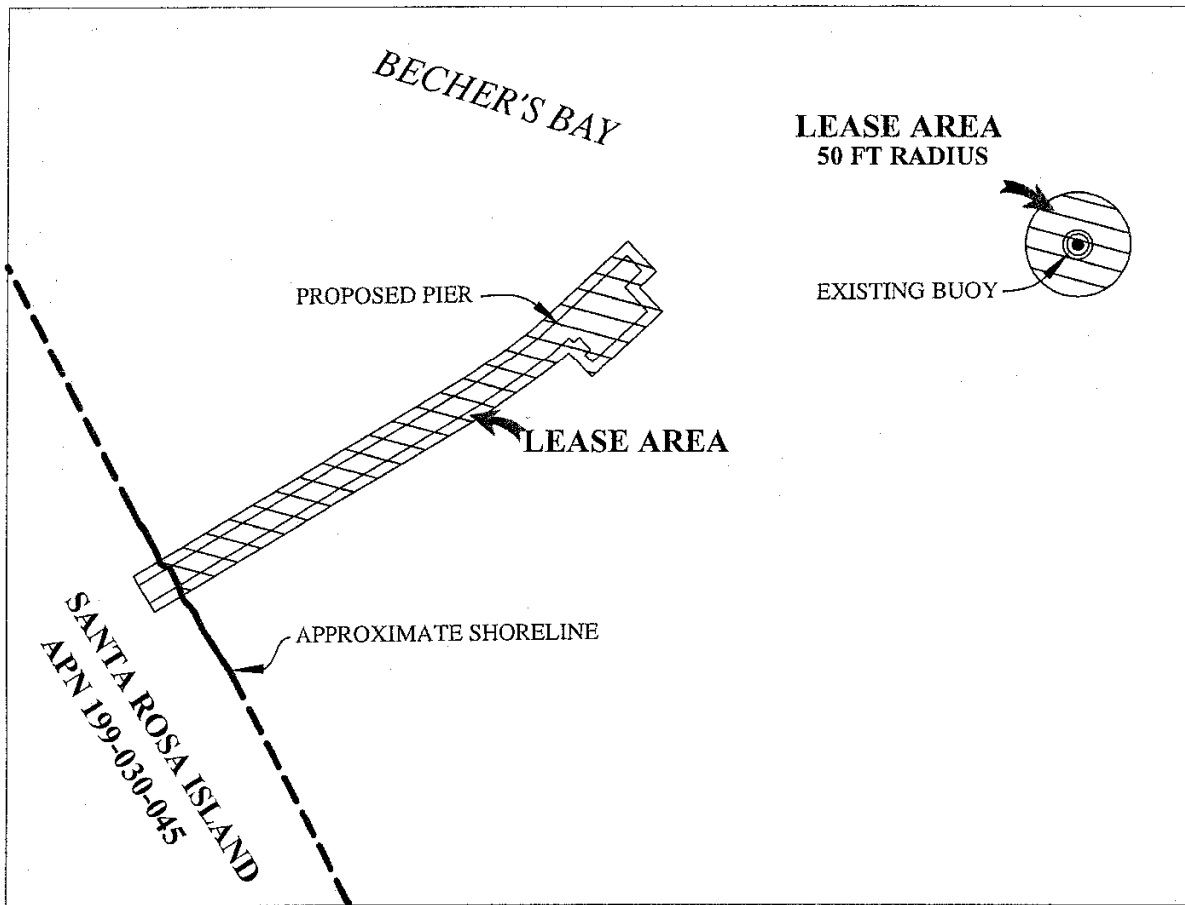 BECHER'S BAY
LEASE AREA
50 FT RADIUS
PROPOSED PIER
EXISTING BUOY
LEASE AREA
APPROXIMATE SHORELINE
SANTA ROSA ISLAND
APN 199-030-045